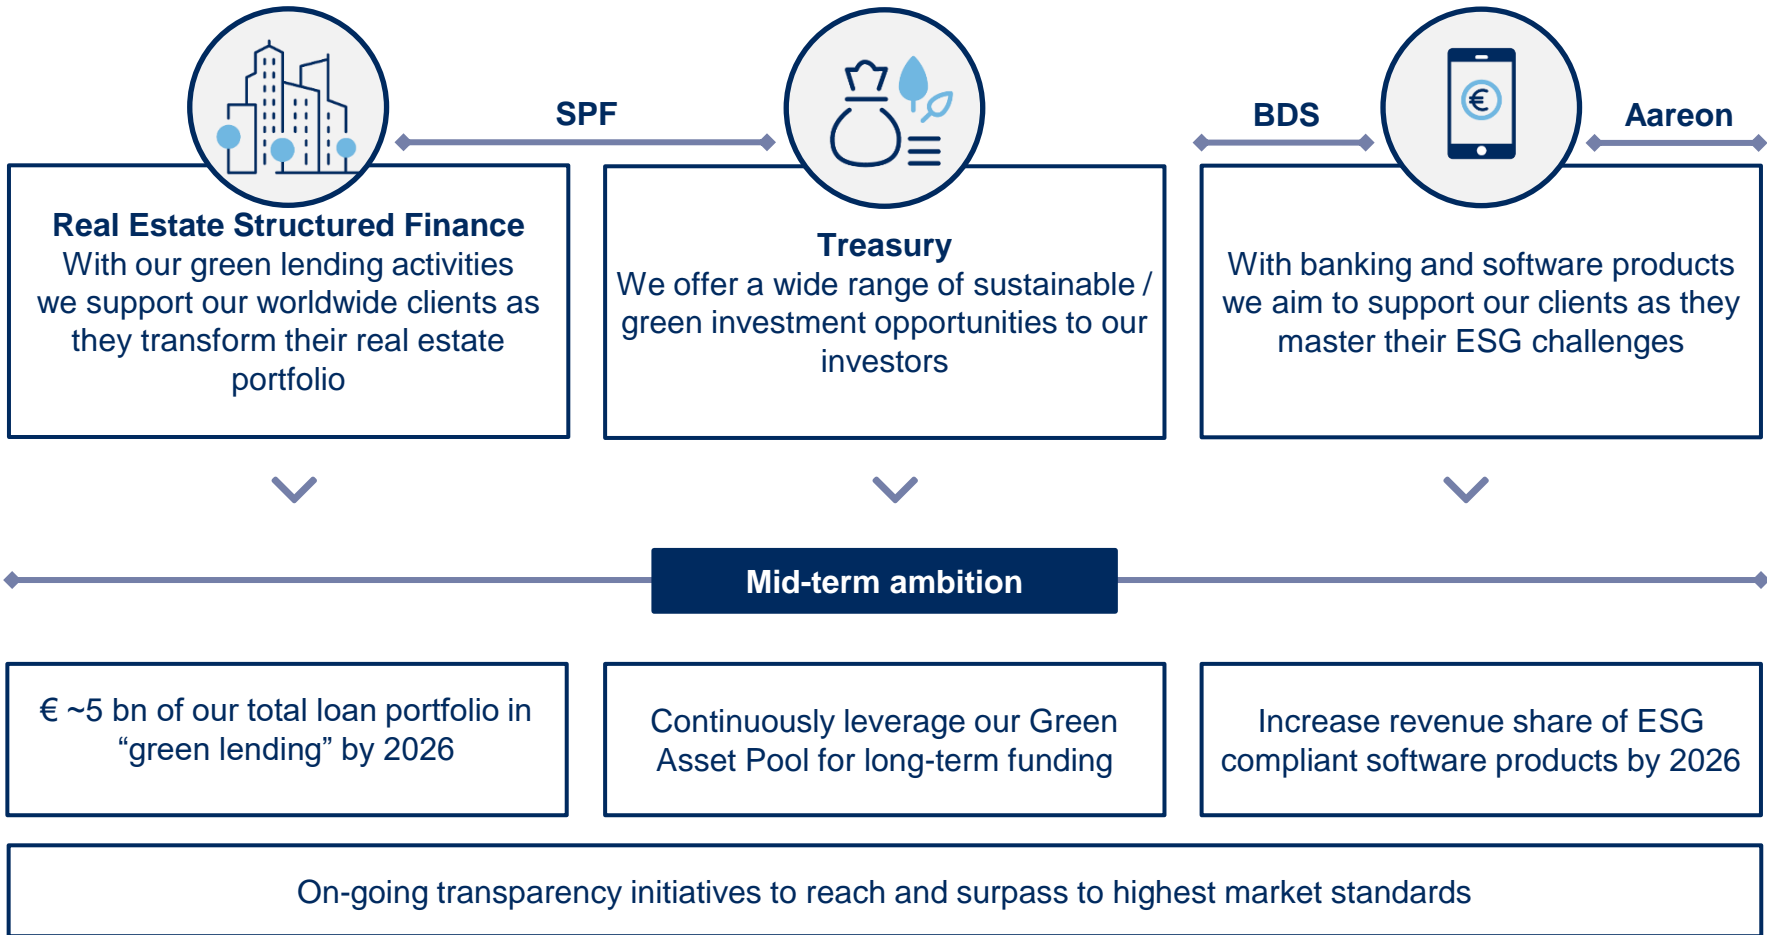 SPF
BDS
Aareon
€
Real Estate Structured Finance
With our green lending activities
we support our worldwide clients as
they transform their real estate
portfolio
Treasury
We offer a wide range of sustainable /
green investment opportunities to our
investors
With banking and software products
we aim to support our clients as they
master their ESG challenges
Mid-term ambition
€ ~5 bn of our total loan portfolio in
“green lending” by 2026
Continuously leverage our Green
Asset Pool for long-term funding
Increase revenue share of ESG
compliant software products by 2026
On-going transparency initiatives to reach and surpass to highest market standards